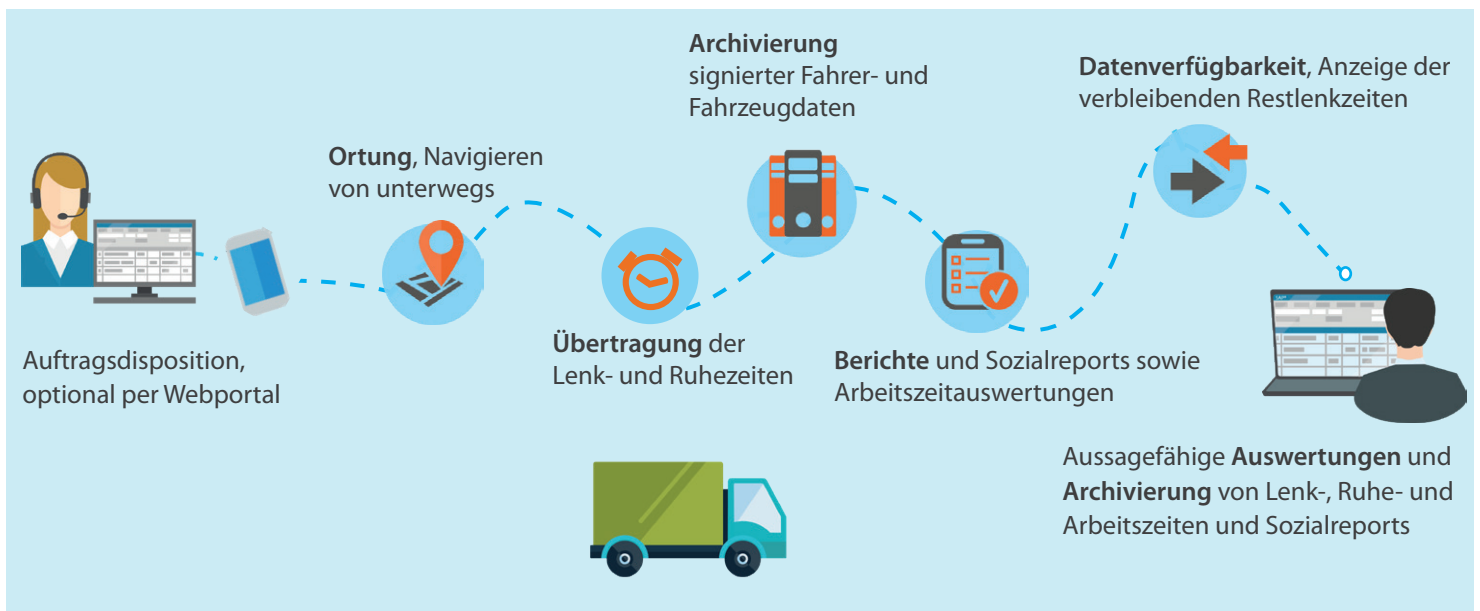 Auftragsdisposition,
optional per Webportal
Ortung, Navigieren
von unterwegs
Übertragung der
Lenk- und Ruhezeiten
Archivierung
signierter Fahrer- und
Fahrzeugdaten
Berichte und Sozialreports sowie
Arbeitszeitauswertungen
Datenverfügbarkeit, Anzeige der
verbleibenden Restlenkzeiten
Aussagefähige Auswertungen und
Archivierung von Lenk-, Ruhe- und
Arbeitszeiten und Sozialreports